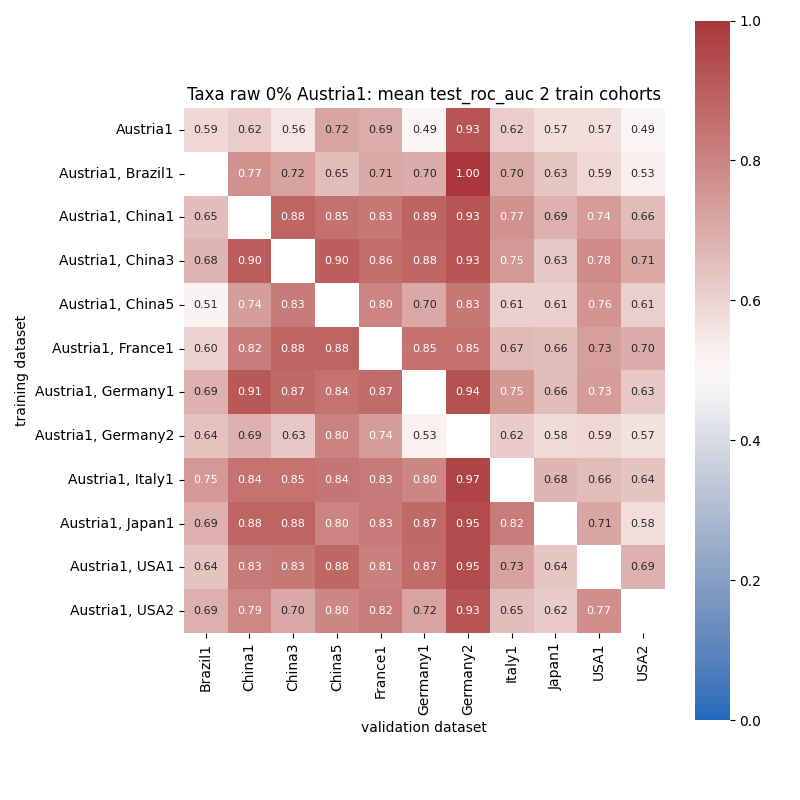 Taxa raw 0% Austria1: mean test_roc_auc 2 train cohorts
training dataset
Austria1 0.59 0.62 0.56 0.72 0.69 0.49 0.93 0.62 0.57 0.57 0.49
Austria1, Brazil1 0.77 0.72 0.65 0.71 0.70 1.00 0.70 0.63 0.59 0.53
Austria1, China1 0.65 0.88 0.85 0.83 0.89 0.93 0.77 0.69 0.74 0.66
Austria1, China3 0.68 0.90 0.90 0.86 0.88 0.93 0.75 0.63 0.78 0.71
Austria1, China5 0.51 0.74 0.83 0.80 0.70 0.83 0.61 0.61 0.76 0.61
Austria1, France1 0.60 0.82 0.88 0.88 0.85 0.85 0.67 0.66 0.73 0.70
Austria1, Germany1 0.69 0.91 0.87 0.84 0.87 0.94 0.75 0.66 0.73 0.63
Austria1, Germany2 0.64 0.69 0.63 0.80 0.74 0.53 0.62 0.58 0.59 0.57
Austria1, Italy1 0.75 0.84 0.85 0.84 0.83 0.80 0.97 0.68 0.66 0.64
Austria1, Japan1 0.69 0.88 0.88 0.80 0.83 0.87 0.95 0.82 0.71 0.58
Austria1, USA1 0.64 0.83 0.83 0.88 0.81 0.87 0.95 0.73 0.64 0.69
Austria1, USA2 0.69 0.79 0.70 0.80 0.82 0.72 0.93 0.65 0.62 0.77
Brazil1 China1 China3 China5 France1 Germany1 Germany2 Italy1 Japan1 USA1 USA2
validation dataset
1.0
0.8
0.6
0.4
0.2
0.0